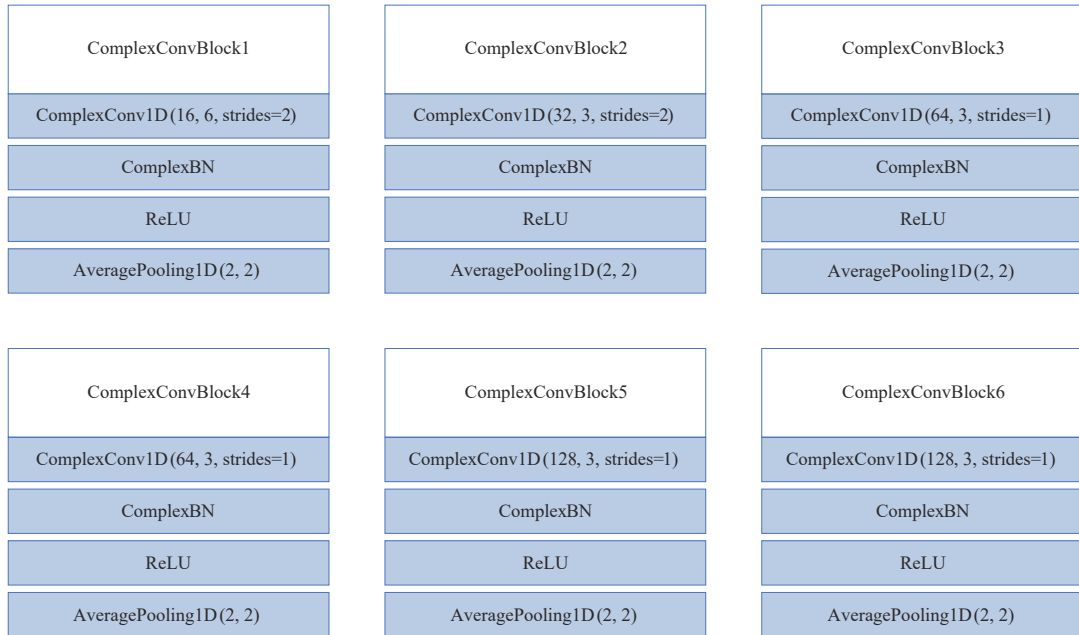 ComplexConvBlock1
ComplexConv1D(16, 6, strides=2)
ComplexBN
ReLU
AveragePooling1D(2, 2)
ComplexConvBlock2
ComplexConv1D(32, 3, strides=2)
ComplexBN
ReLU
AveragePooling1D(2, 2)
ComplexConvBlock3
ComplexConv1D(64, 3, strides=1)
ComplexBN
ReLU
AveragePooling1D(2, 2)
ComplexConvBlock4
ComplexConv1D(64, 3, strides=1)
ComplexBN
ReLU
AveragePooling1D(2, 2)
ComplexConvBlock5
ComplexConv1D(128, 3, strides=1)
ComplexBN
ReLU
AveragePooling1D(2, 2)
ComplexConvBlock6
ComplexConv1D(128, 3, strides=1)
ComplexBN
ReLU
AveragePooling1D(2, 2)